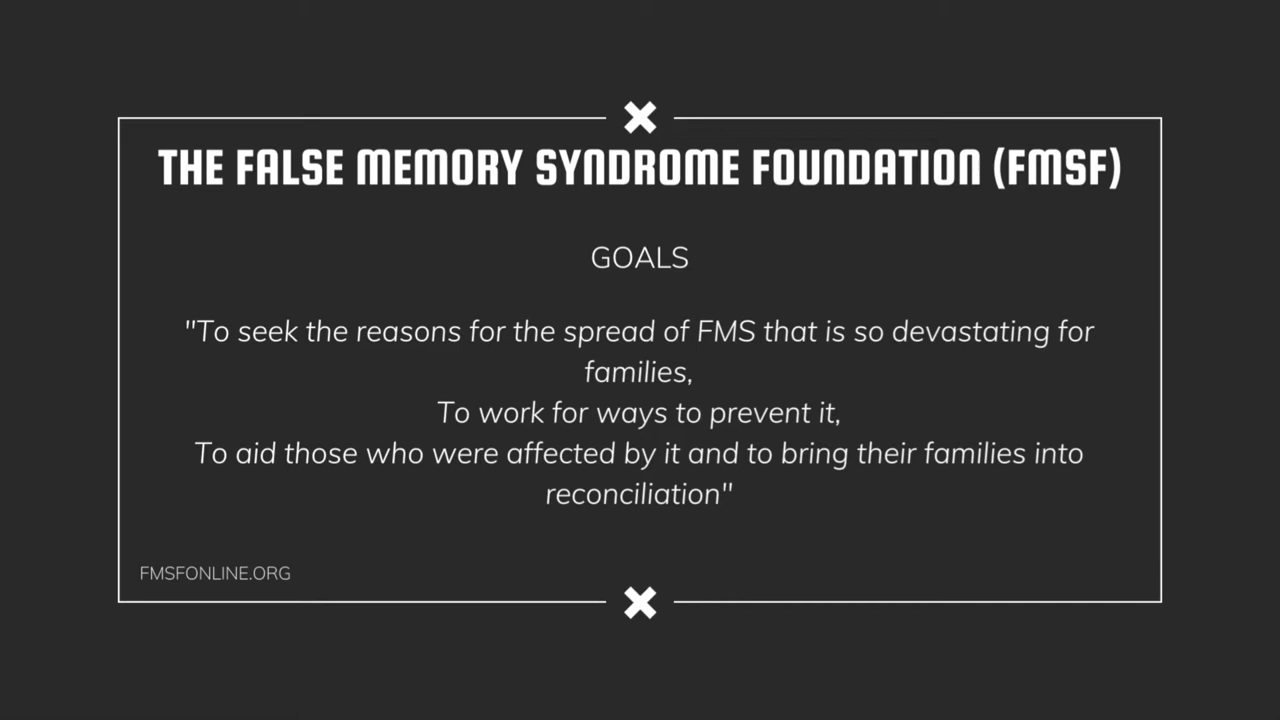 THE FALSE MEMORY SYNDROME FOUNDATION (FMSF)
GOALS
"To seek the reasons for the spread of FMS that is so devastating for
families,
To work for ways to prevent it,
To aid those who were affected by it and to bring their families into
reconciliation"
FMSFONLINE.ORG